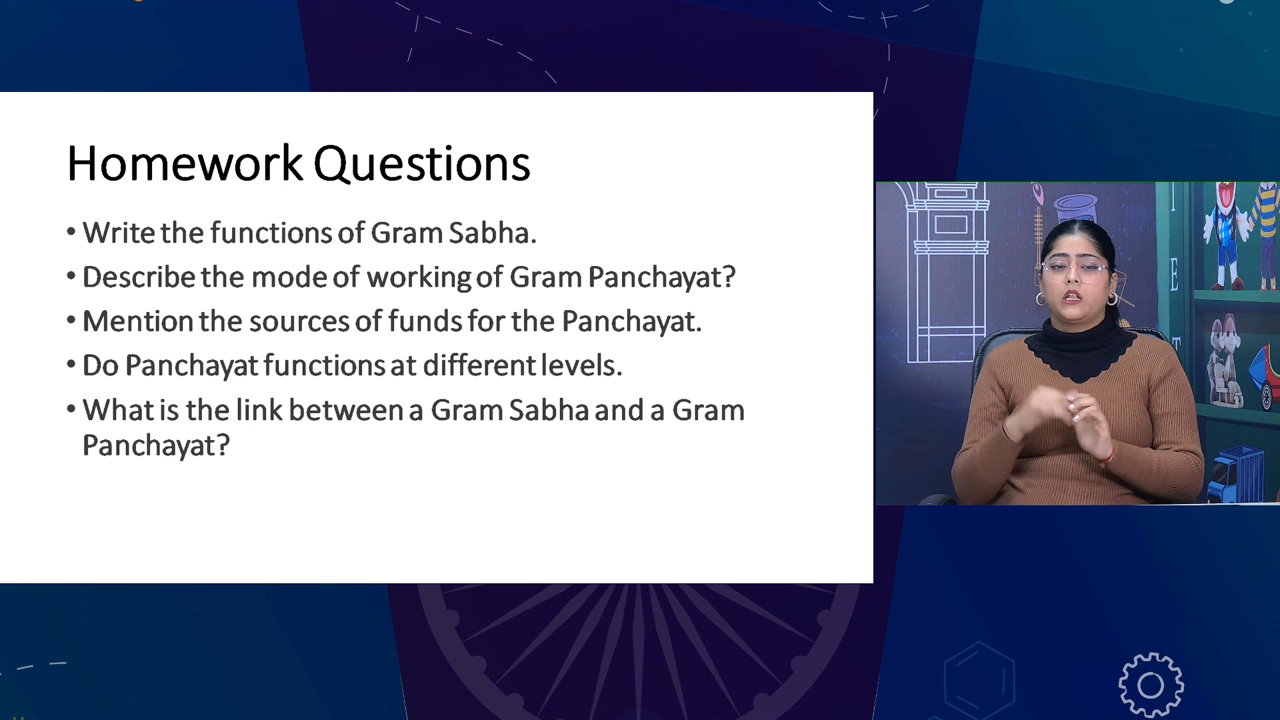 Homework Questions
• Write the functions of Gram Sabha.
• Describe the mode of working of Gram Panchayat?
• Mention the sources of funds for the Panchayat.
• Do Panchayat functions at different levels.
• What is the link between a Gram Sabha and a Gram
Panchayat?